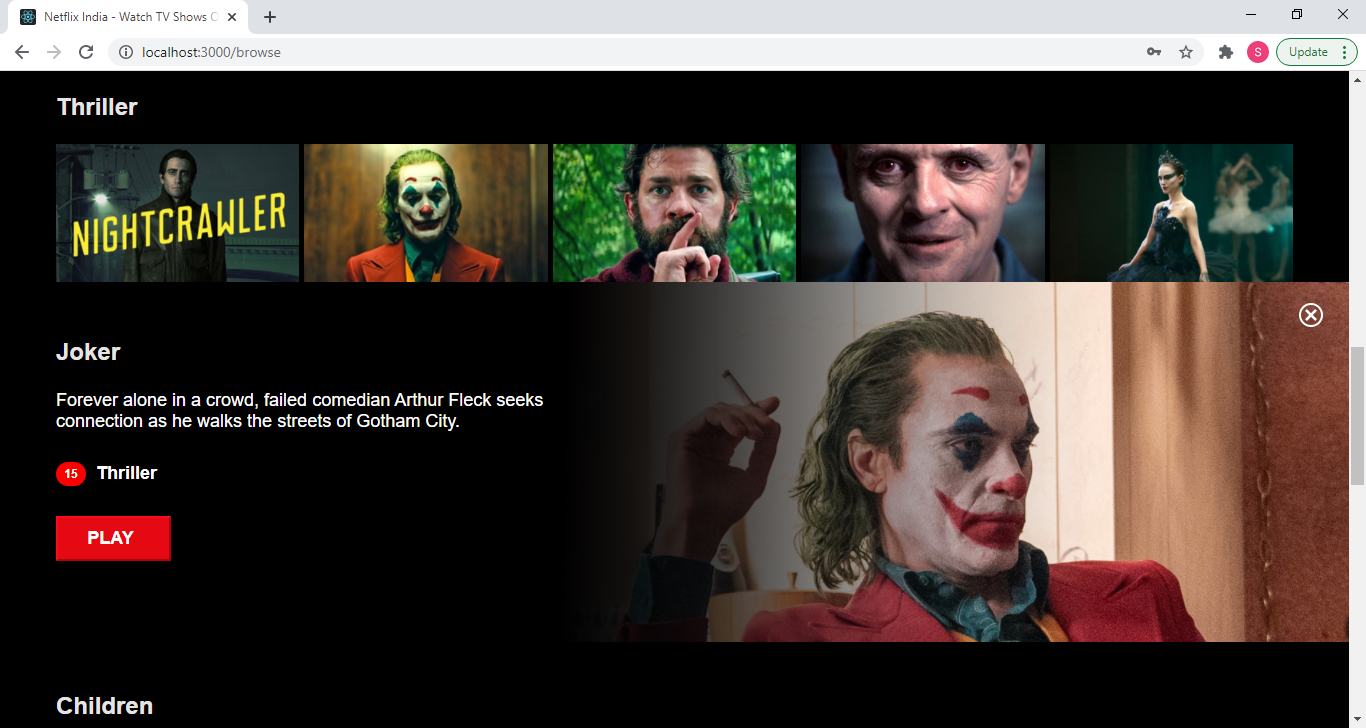 Netflix India - Watch TV Shows O
localhost:3000/browse
S
Update
Thriller
NIGHTCRAWLER
Joker
Forever alone in a crowd, failed comedian Arthur Fleck seeks
connection as he walks the streets of Gotham City.
15 Thriller
PLAY
Children